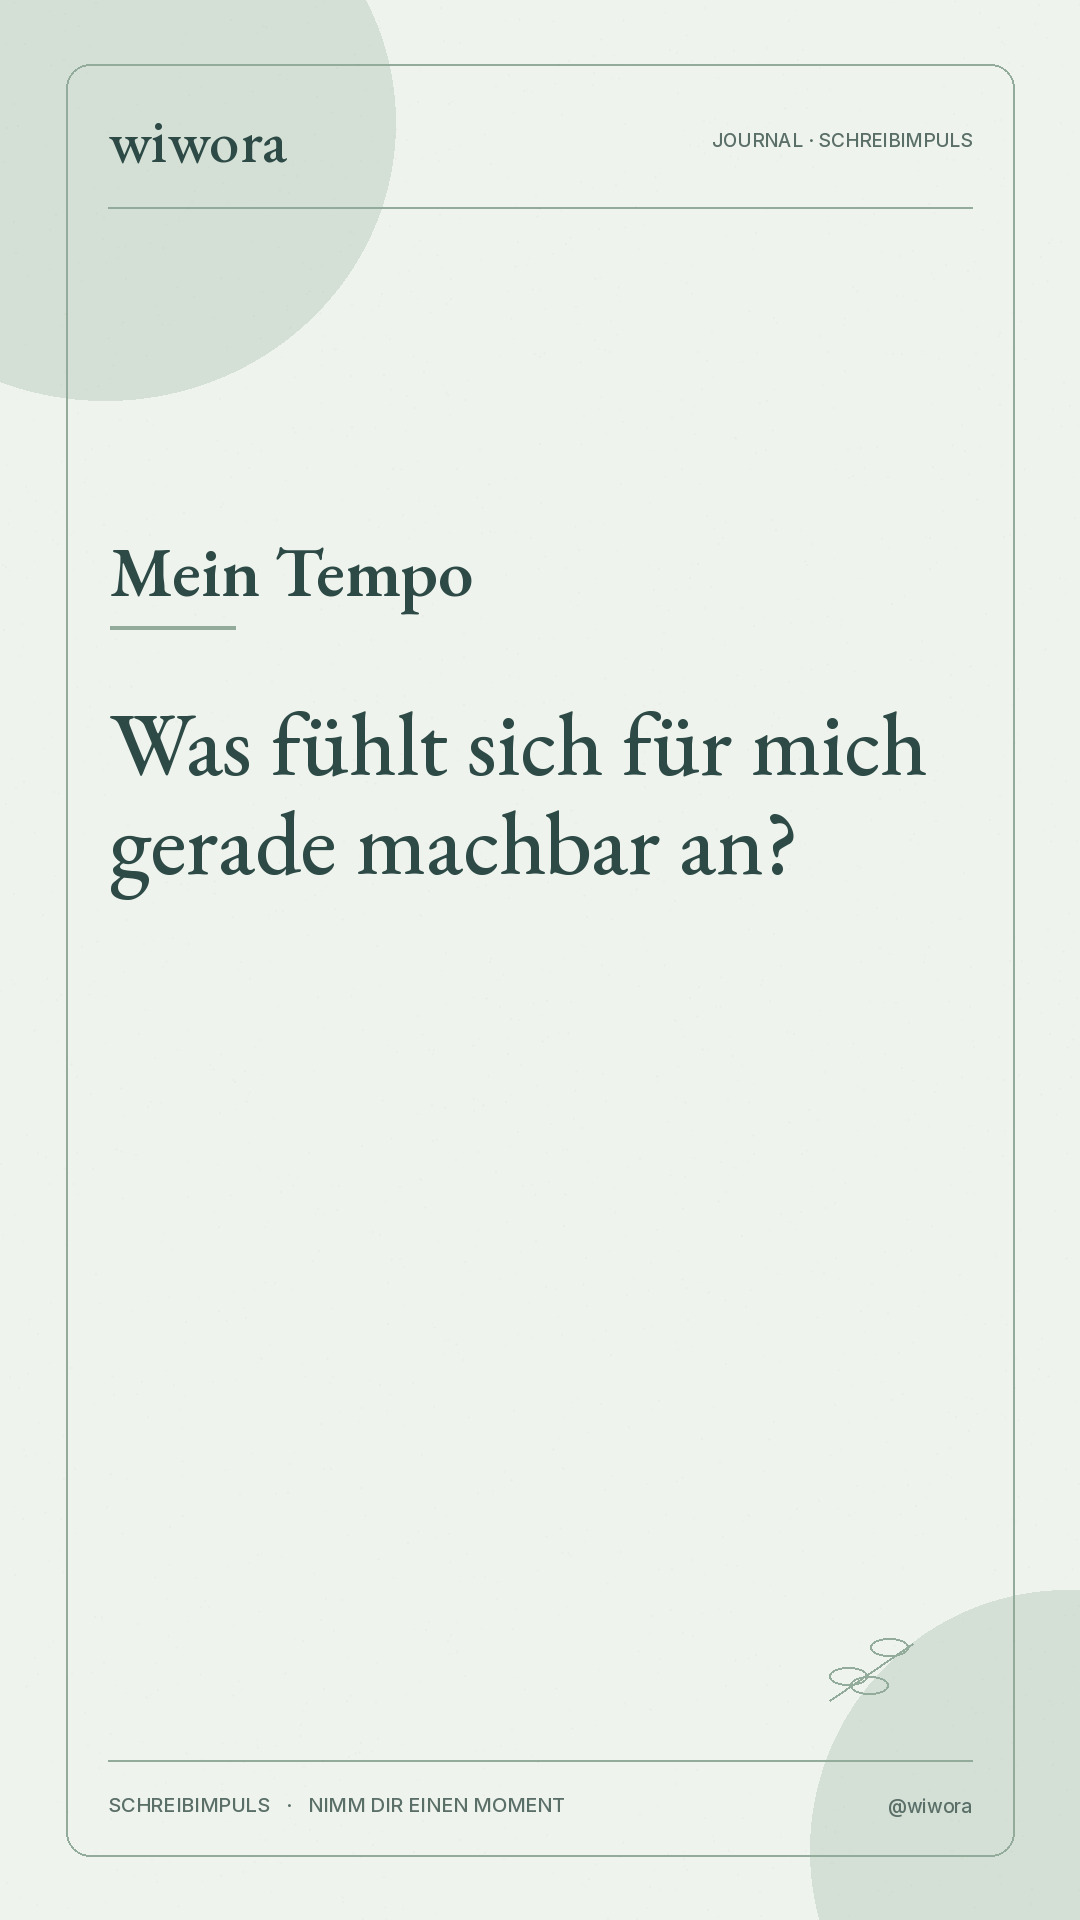 wiwora
JOURNAL · SCHREIBIMPULS
Mein Tempo
Was fühlt sich für mich
gerade machbar an?
SCHREIBIMPULS · NIMM DIR EINEN MOMENT
@wiwora